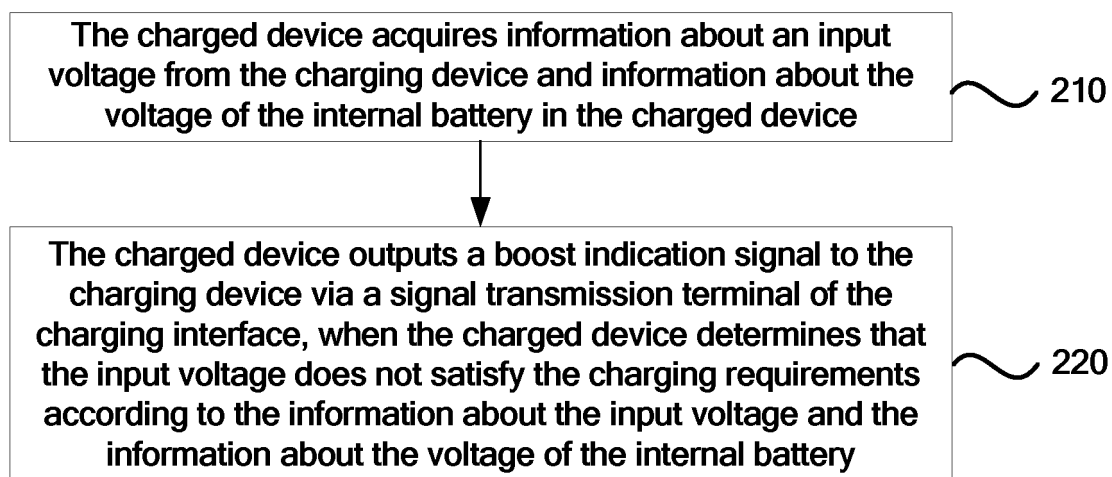 The charged device acquires information about an input
voltage from the charging device and information about the
voltage of the internal battery in the charged device
210
The charged device outputs a boost indication signal to the
charging device via a signal transmission terminal of the
charging interface, when the charged device determines that
the input voltage does not satisfy the charging requirements
according to the information about the input voltage and the
information about the voltage of the internal battery
220